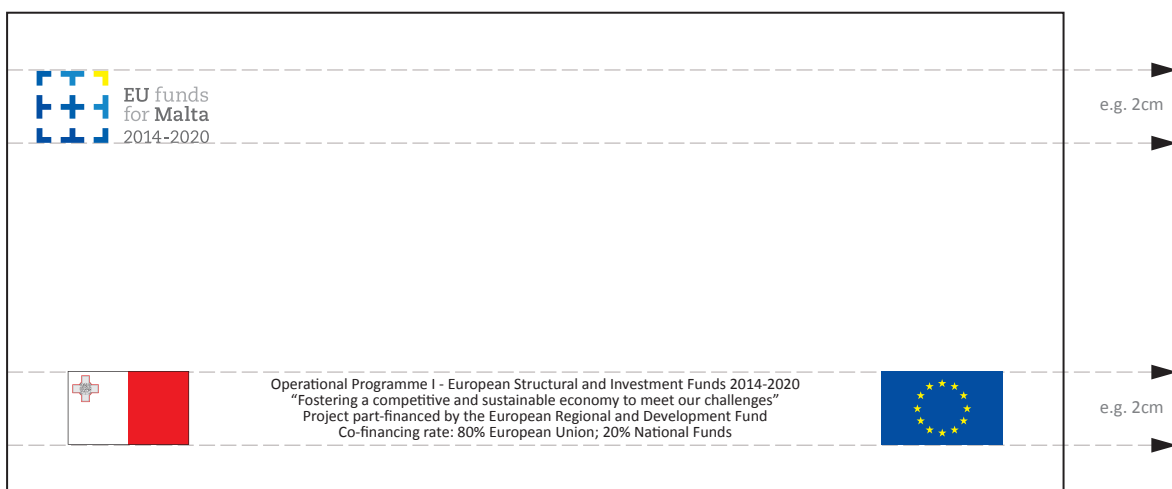 EU funds
for Malta
2014-2020
e.g. 2cm
Operational Programme I - European Structural and Investment Funds 2014-2020
“Fostering a competitive and sustainable economy to meet our challenges”
Project part-financed by the European Regional and Development Fund
Co-financing rate: 80% European Union; 20% National Funds
e.g. 2cm